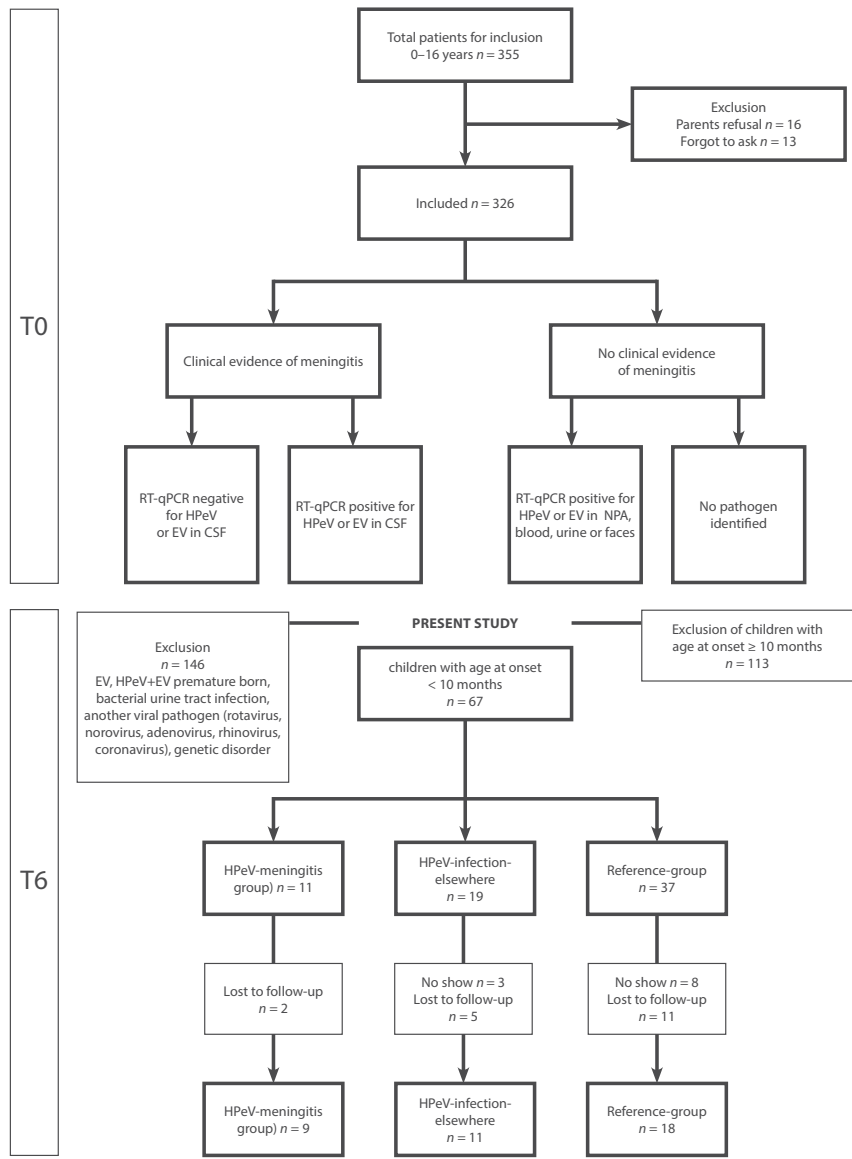 Total patients for inclusion
0–16 years n = 355
Exclusion
Parents refusal n = 16
Forgot to ask n = 13
Included n = 326
T0
Clinical evidence of meningitis
No clinical evidence
of meningitis
RT-qPCR negative
for HPeV
or EV in CSF
RT-qPCR positive for
HPeV or EV in CSF
RT-qPCR positive for
HPeV or EV in NPA,
blood, urine or faces
No pathogen
identified
PRESENT STUDY
Exclusion
n = 146
EV, HPeV+EV premature born,
bacterial urine tract infection,
another viral pathogen (rotavirus,
norovirus, adenovirus, rhinovirus,
coronavirus), genetic disorder
Exclusion of children with
age at onset ≥ 10 months
n = 113
children with age at onset
< 10 months
n = 67
T6
HPeV-meningitis
group) n = 11
HPeV-infection-
elsewhere
n = 19
Reference-group
n = 37
Lost to follow-up
n = 2
No show n = 3
Lost to follow-up
n = 5
No show n = 8
Lost to follow-up
n = 11
HPeV-meningitis
group) n = 9
HPeV-infection-
elsewhere
n = 11
Reference-group
n = 18